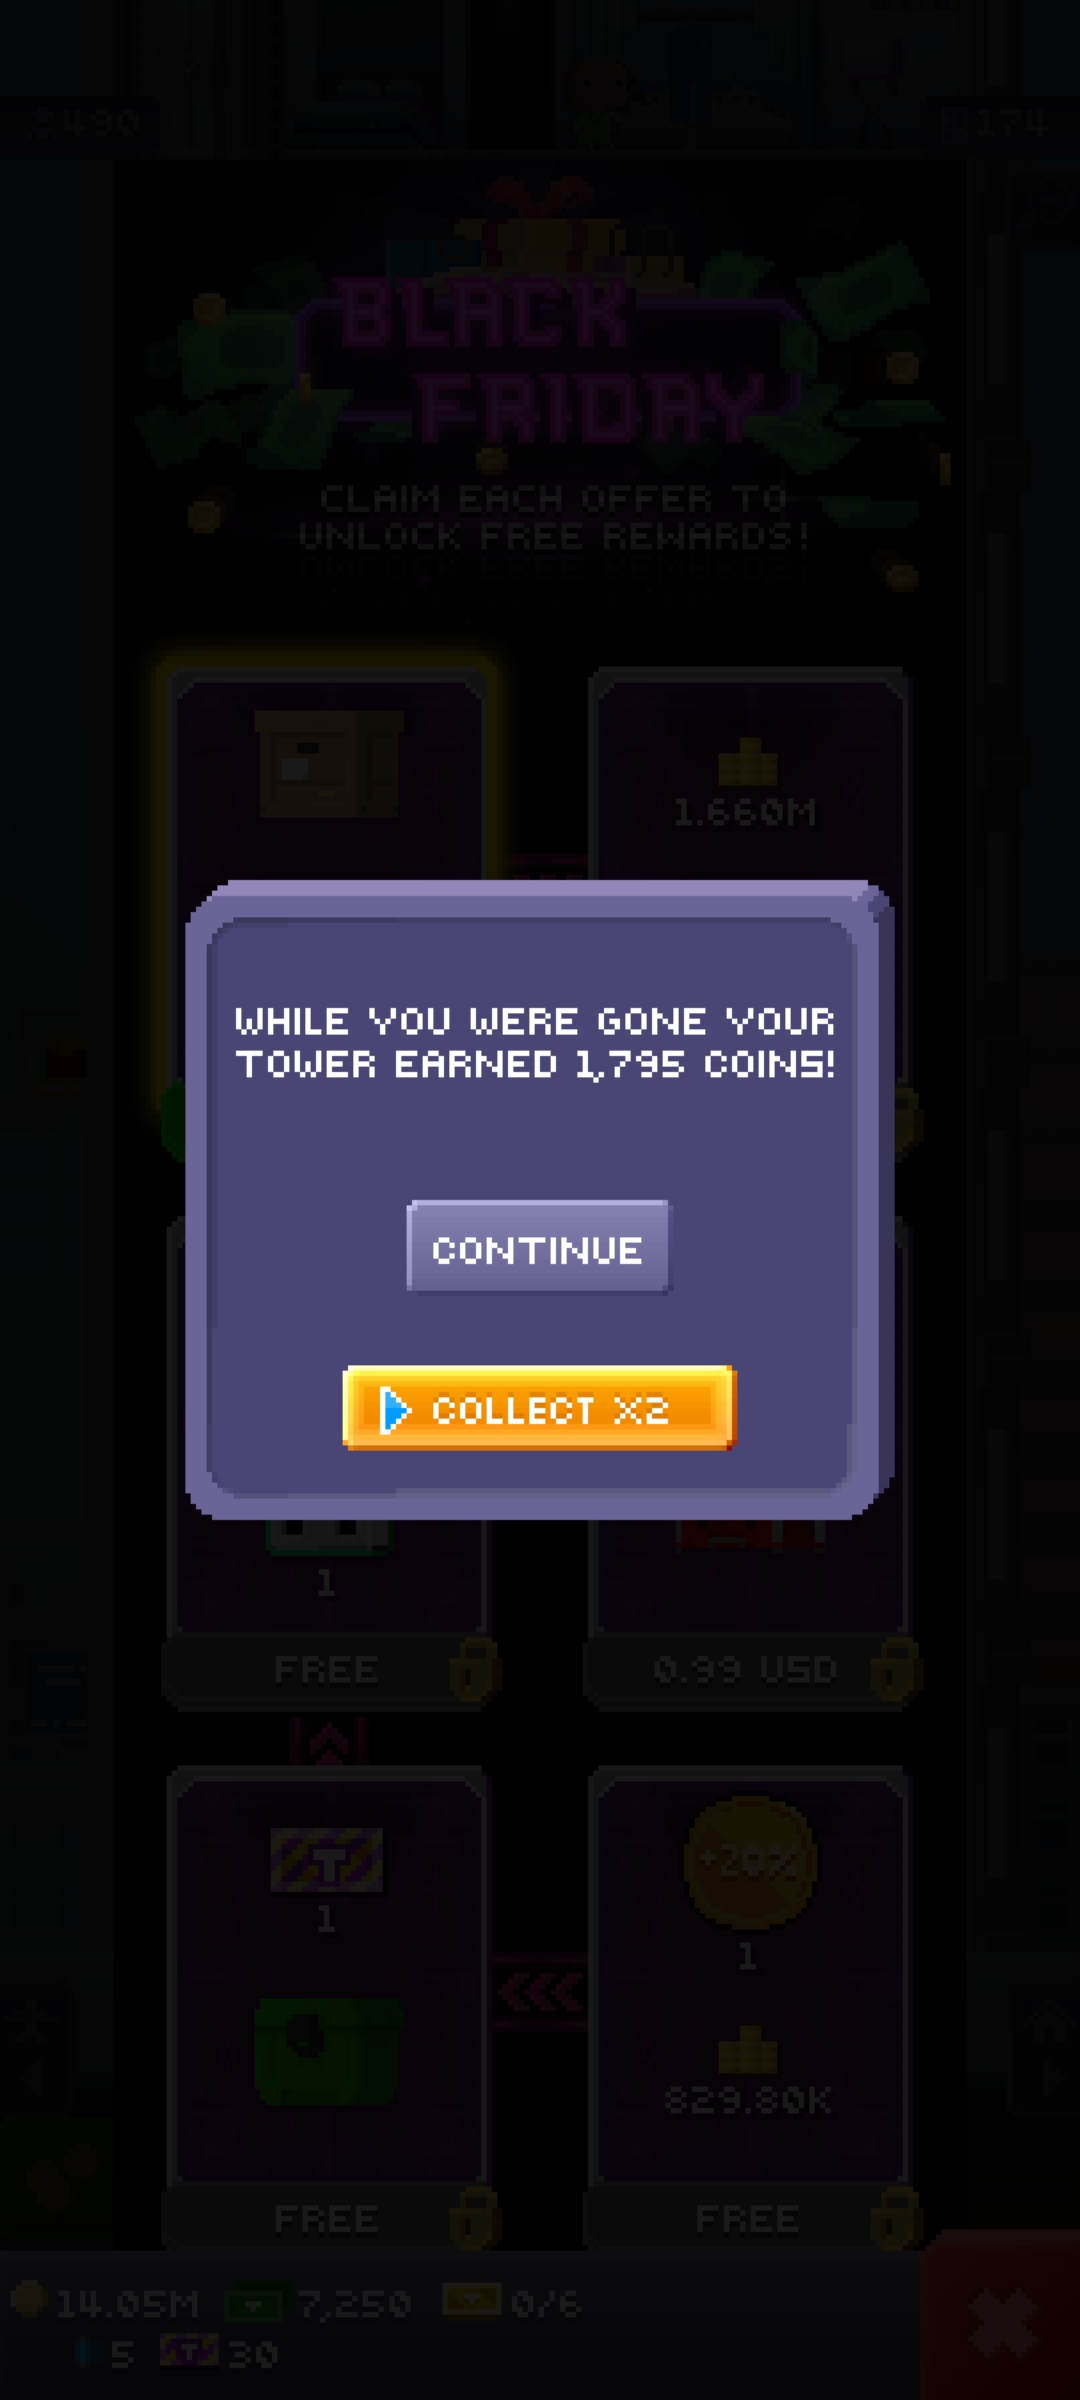 490
174
BLACK
FRIDAY
CLAIM EACH OFFER TO
UNLOCK FREE REWARDS!
1.660M
WHILE YOU WERE GONE YOUR
TOWER EARNED 1,795 COINS!
CONTINUE
COLLECT X2
1
FREE
0.99 USD
T
1
+20%
1
829.80K
FREE
FREE
14.05M 7,250 0/6
5 T 30